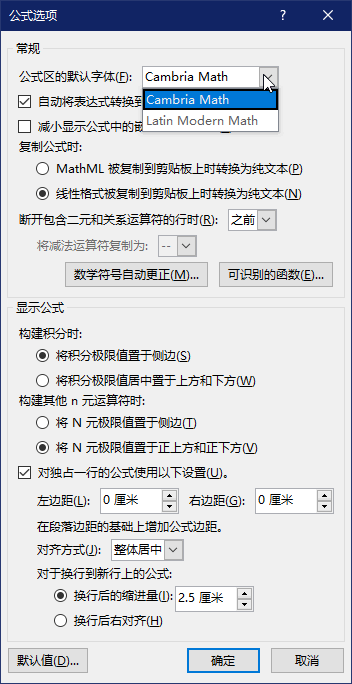 公式选项
?
常规
公式区的默认字体(F):
Cambria Math
Cambria Math
Latin Modern Math
自动将表达式转换到
减小显示公式中的
复制公式时:
MathML 被复制到剪贴板上时转换为纯文本(P)
线性格式被复制到剪贴板上时转换为纯文本(N)
断开包含二元和关系运算符的行时(R): 之前
将减法运算符复制为: --
数学符号自动更正(M)... 可识别的函数(E)...
显示公式
构建积分时:
将积分极限值置于侧边(S)
将积分极限值居中置于上方和下方(W)
构建其他 n 元运算符时:
将 N 元极限值置于侧边(T)
将 N 元极限值置于正上方和正下方(V)
对独占一行的公式使用以下设置(U)。
左边距(L): 0 厘米 右边距(G): 0 厘米
在段落边距的基础上增加公式边距。
对齐方式(J): 整体居中
对于换行到新行上的公式:
换行后的缩进量(I): 2.5 厘米
换行后右对齐(H)
默认值(D)... 确定 取消